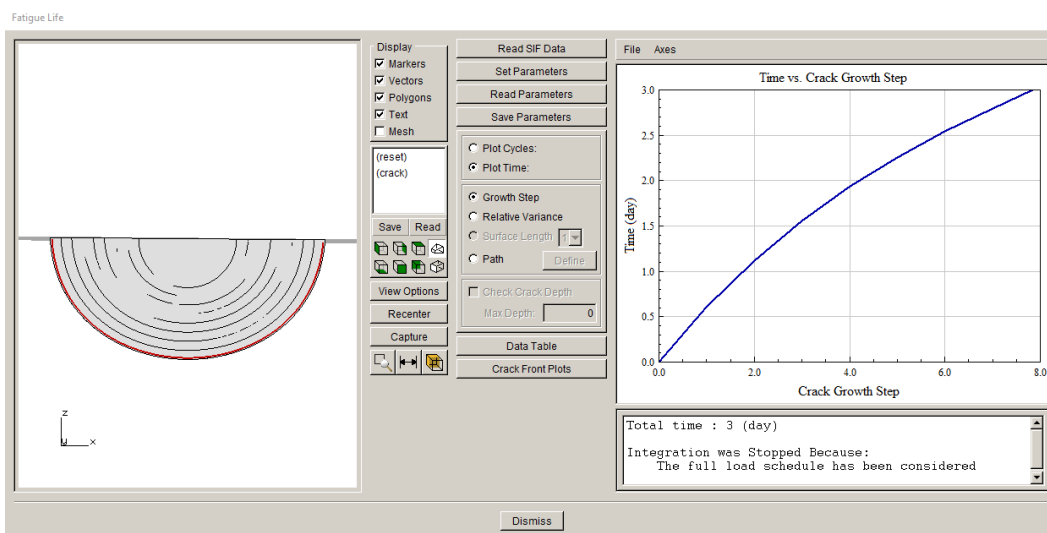 Fatigue Life
Display
Markers
Vectors
Polygons
Text
Mesh
(reset)
(crack)
Save Read
View Options
Recenter
Capture
Read SIF Data
Set Parameters
Read Parameters
Save Parameters
Plot Cycles:
Plot Time:
Growth Step
Relative Variance
Surface Length 1
Path Define
Check Crack Depth
Max Depth: 0
Data Table
Crack Front Plots
File Axes
Time vs. Crack Growth Step
3.0
2.5
2.0
1.5
1.0
0.5
0.0
Time (day)
0.0 2.0 4.0 6.0 8.0
Crack Growth Step
Total time : 3 (day)
Integration was Stopped Because:
The full load schedule has been considered
z
y x
Dismiss